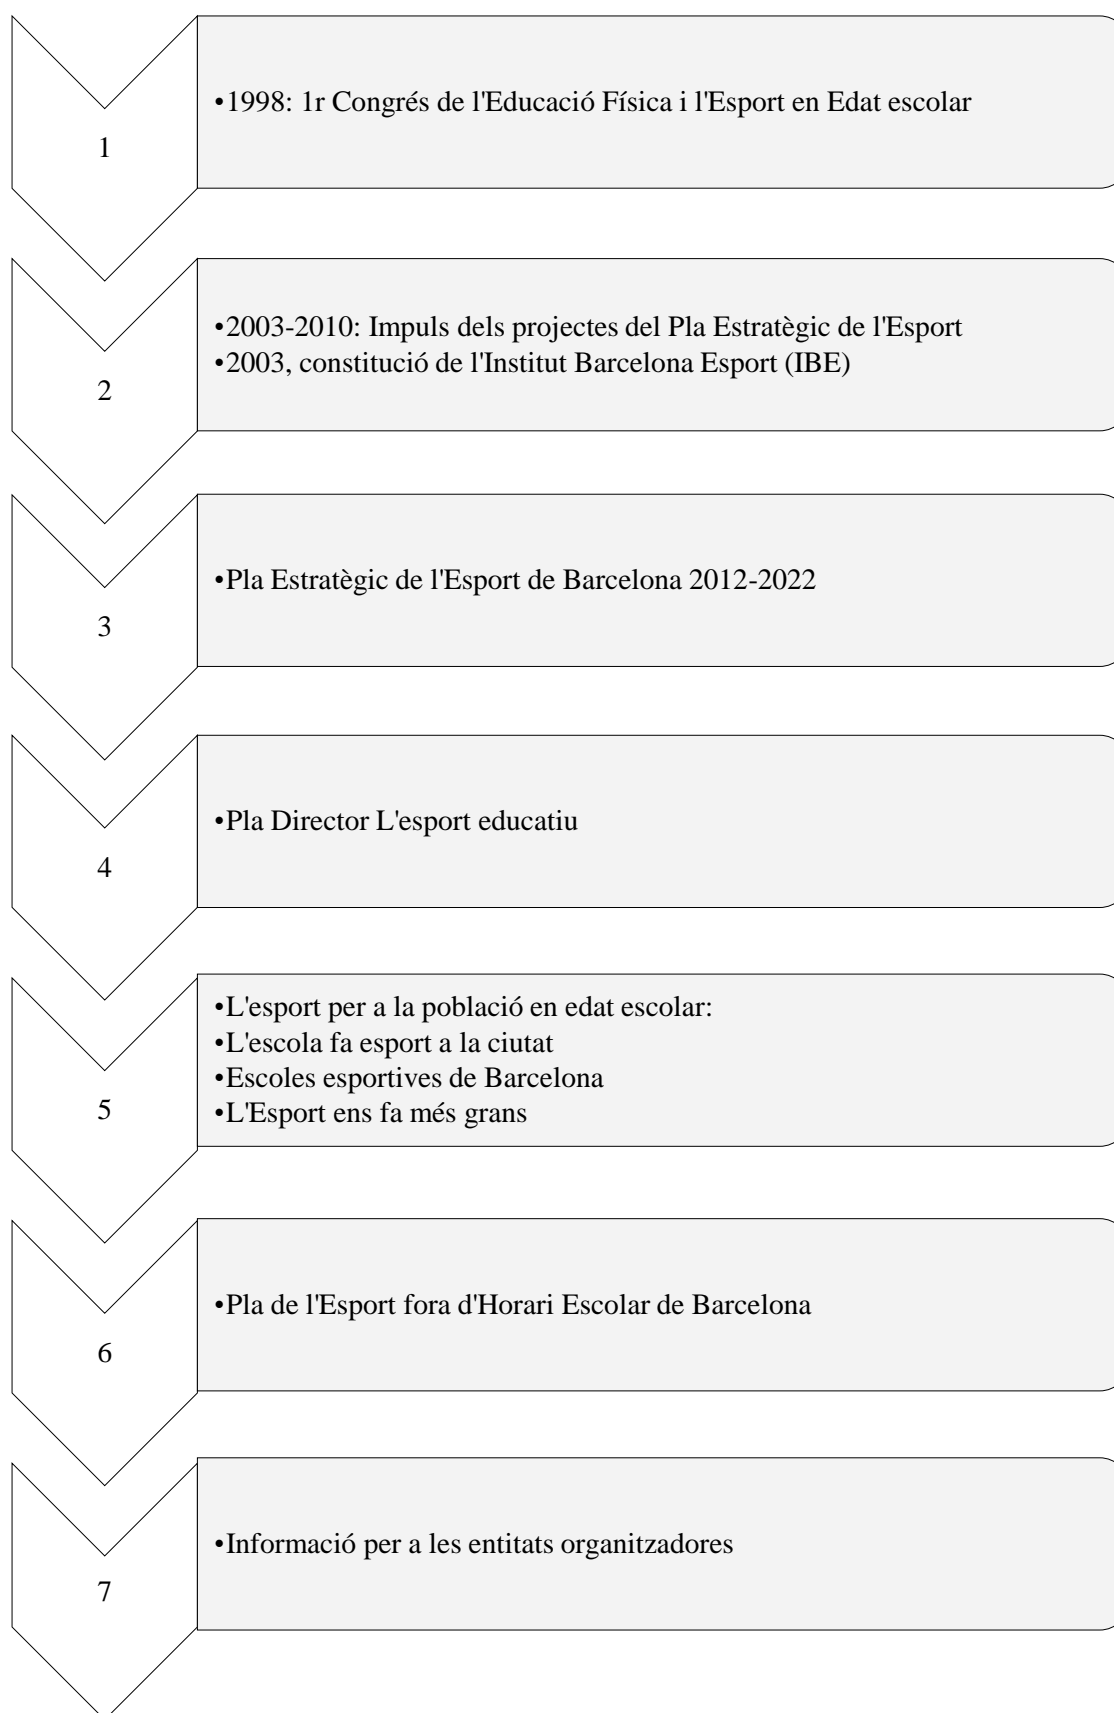 1
•1998: 1r Congrés de l'Educació Física i l'Esport en Edat escolar
2
•2003-2010: Impuls dels projectes del Pla Estratègic de l'Esport
•2003, constitució de l'Institut Barcelona Esport (IBE)
3
•Pla Estratègic de l'Esport de Barcelona 2012-2022
4
•Pla Director L'esport educatiu
5
•L'esport per a la població en edat escolar:
•L'escola fa esport a la ciutat
•Escoles esportives de Barcelona
•L'Esport ens fa més grans
6
•Pla de l'Esport fora d'Horari Escolar de Barcelona
7
•Informació per a les entitats organitzadores